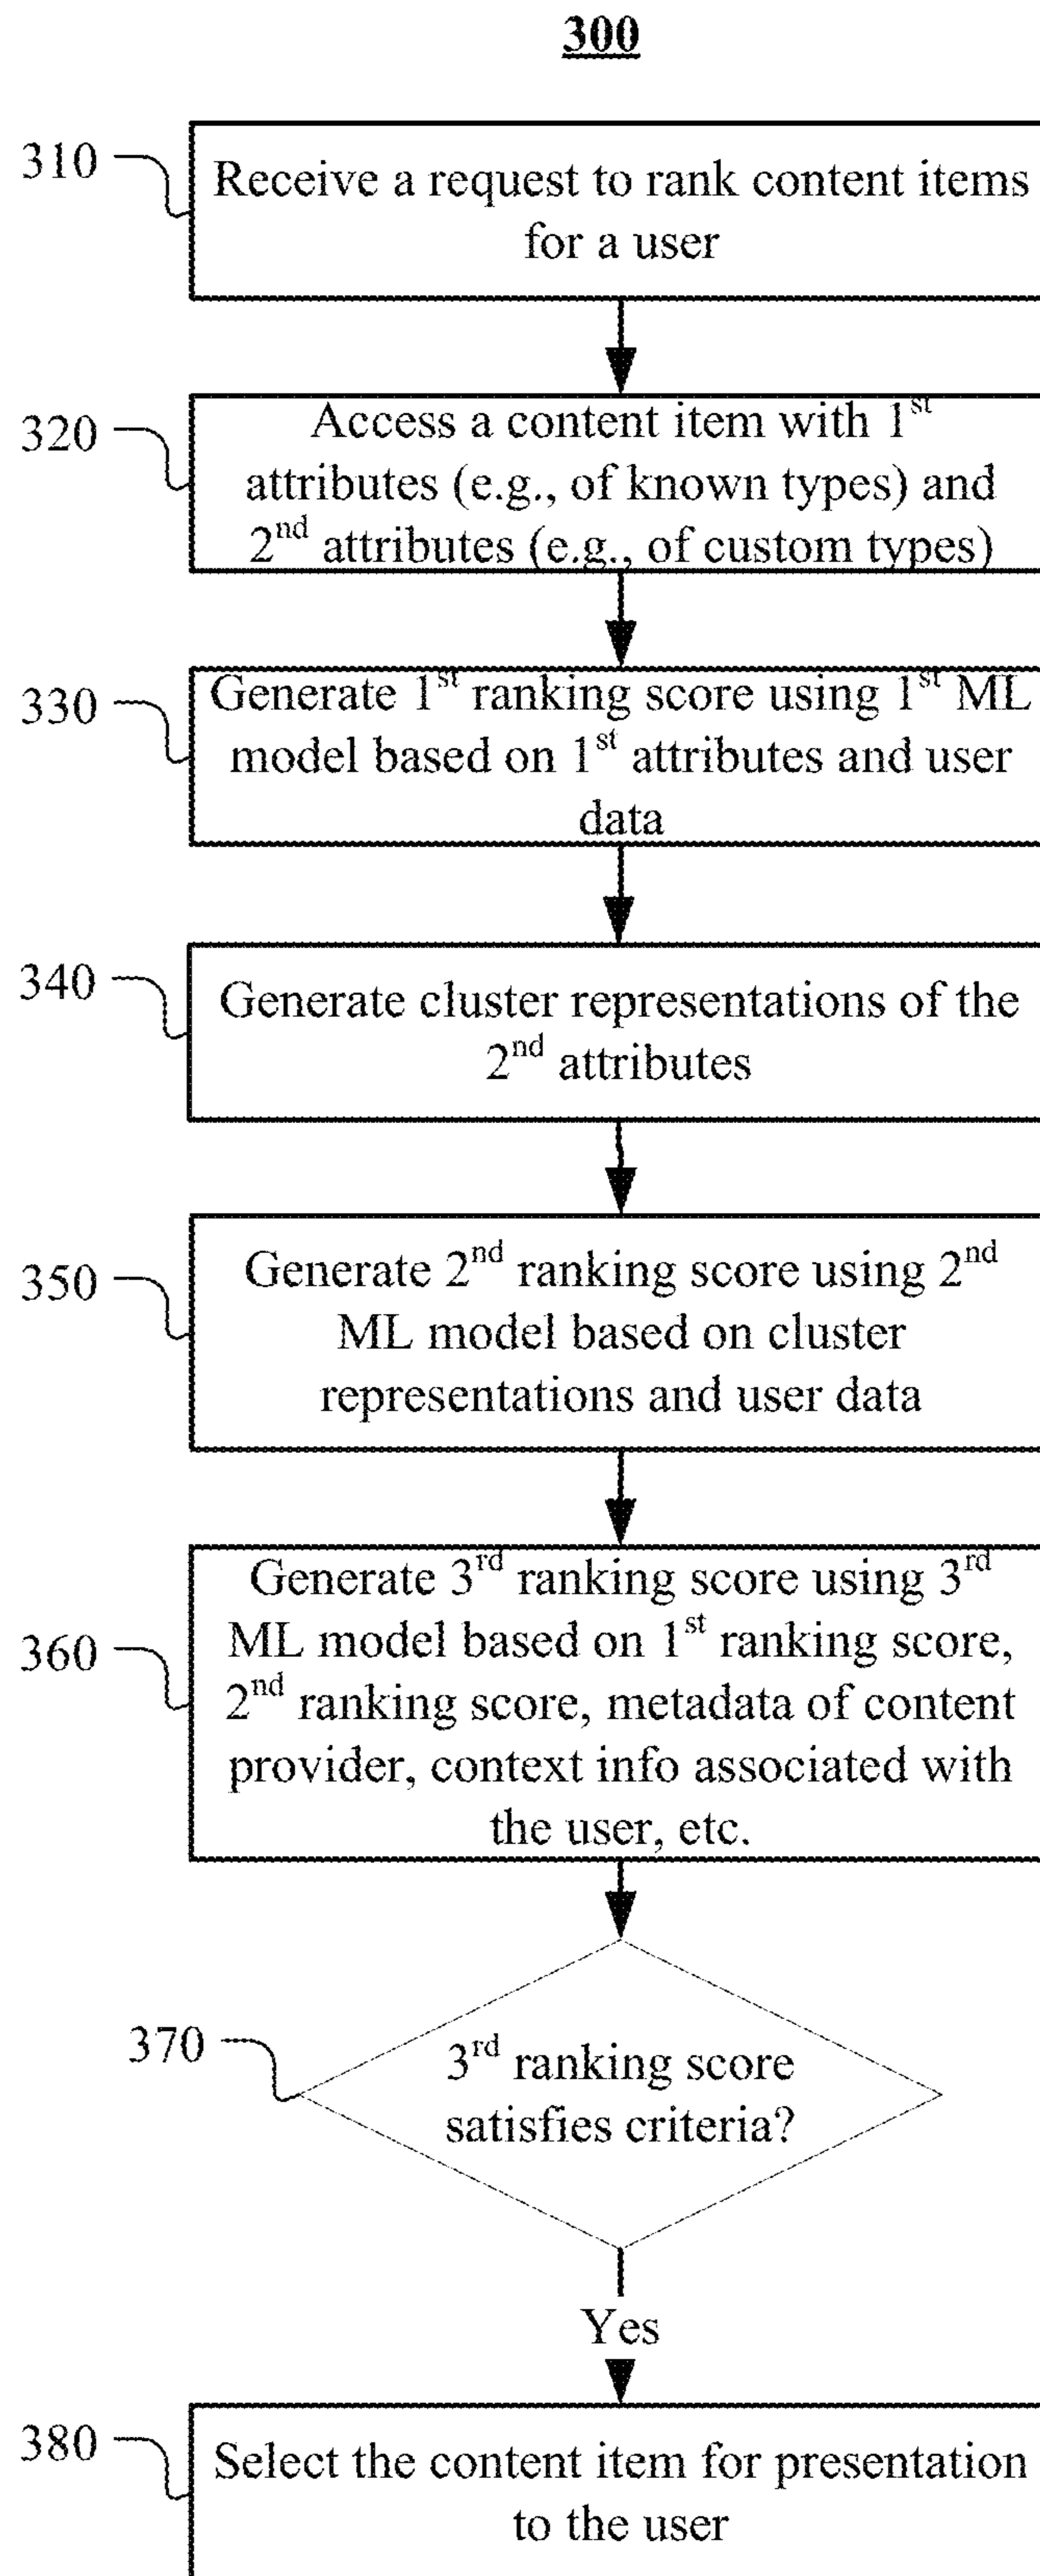 300
310
Receive a request to rank content items
for a user
320
Access a content item with 1st
attributes (e.g., of known types) and
2nd attributes (e.g., of custom types)
330
Generate 1st ranking score using 1st ML
model based on 1st attributes and user
data
340
Generate cluster representations of the
2nd attributes
350
Generate 2nd ranking score using 2nd
ML model based on cluster
representations and user data
360
Generate 3rd ranking score using 3rd
ML model based on 1st ranking score,
2nd ranking score, metadata of content
provider, context info associated with
the user, etc.
370
3rd ranking score
satisfies criteria?
Yes
380
Select the content item for presentation
to the user